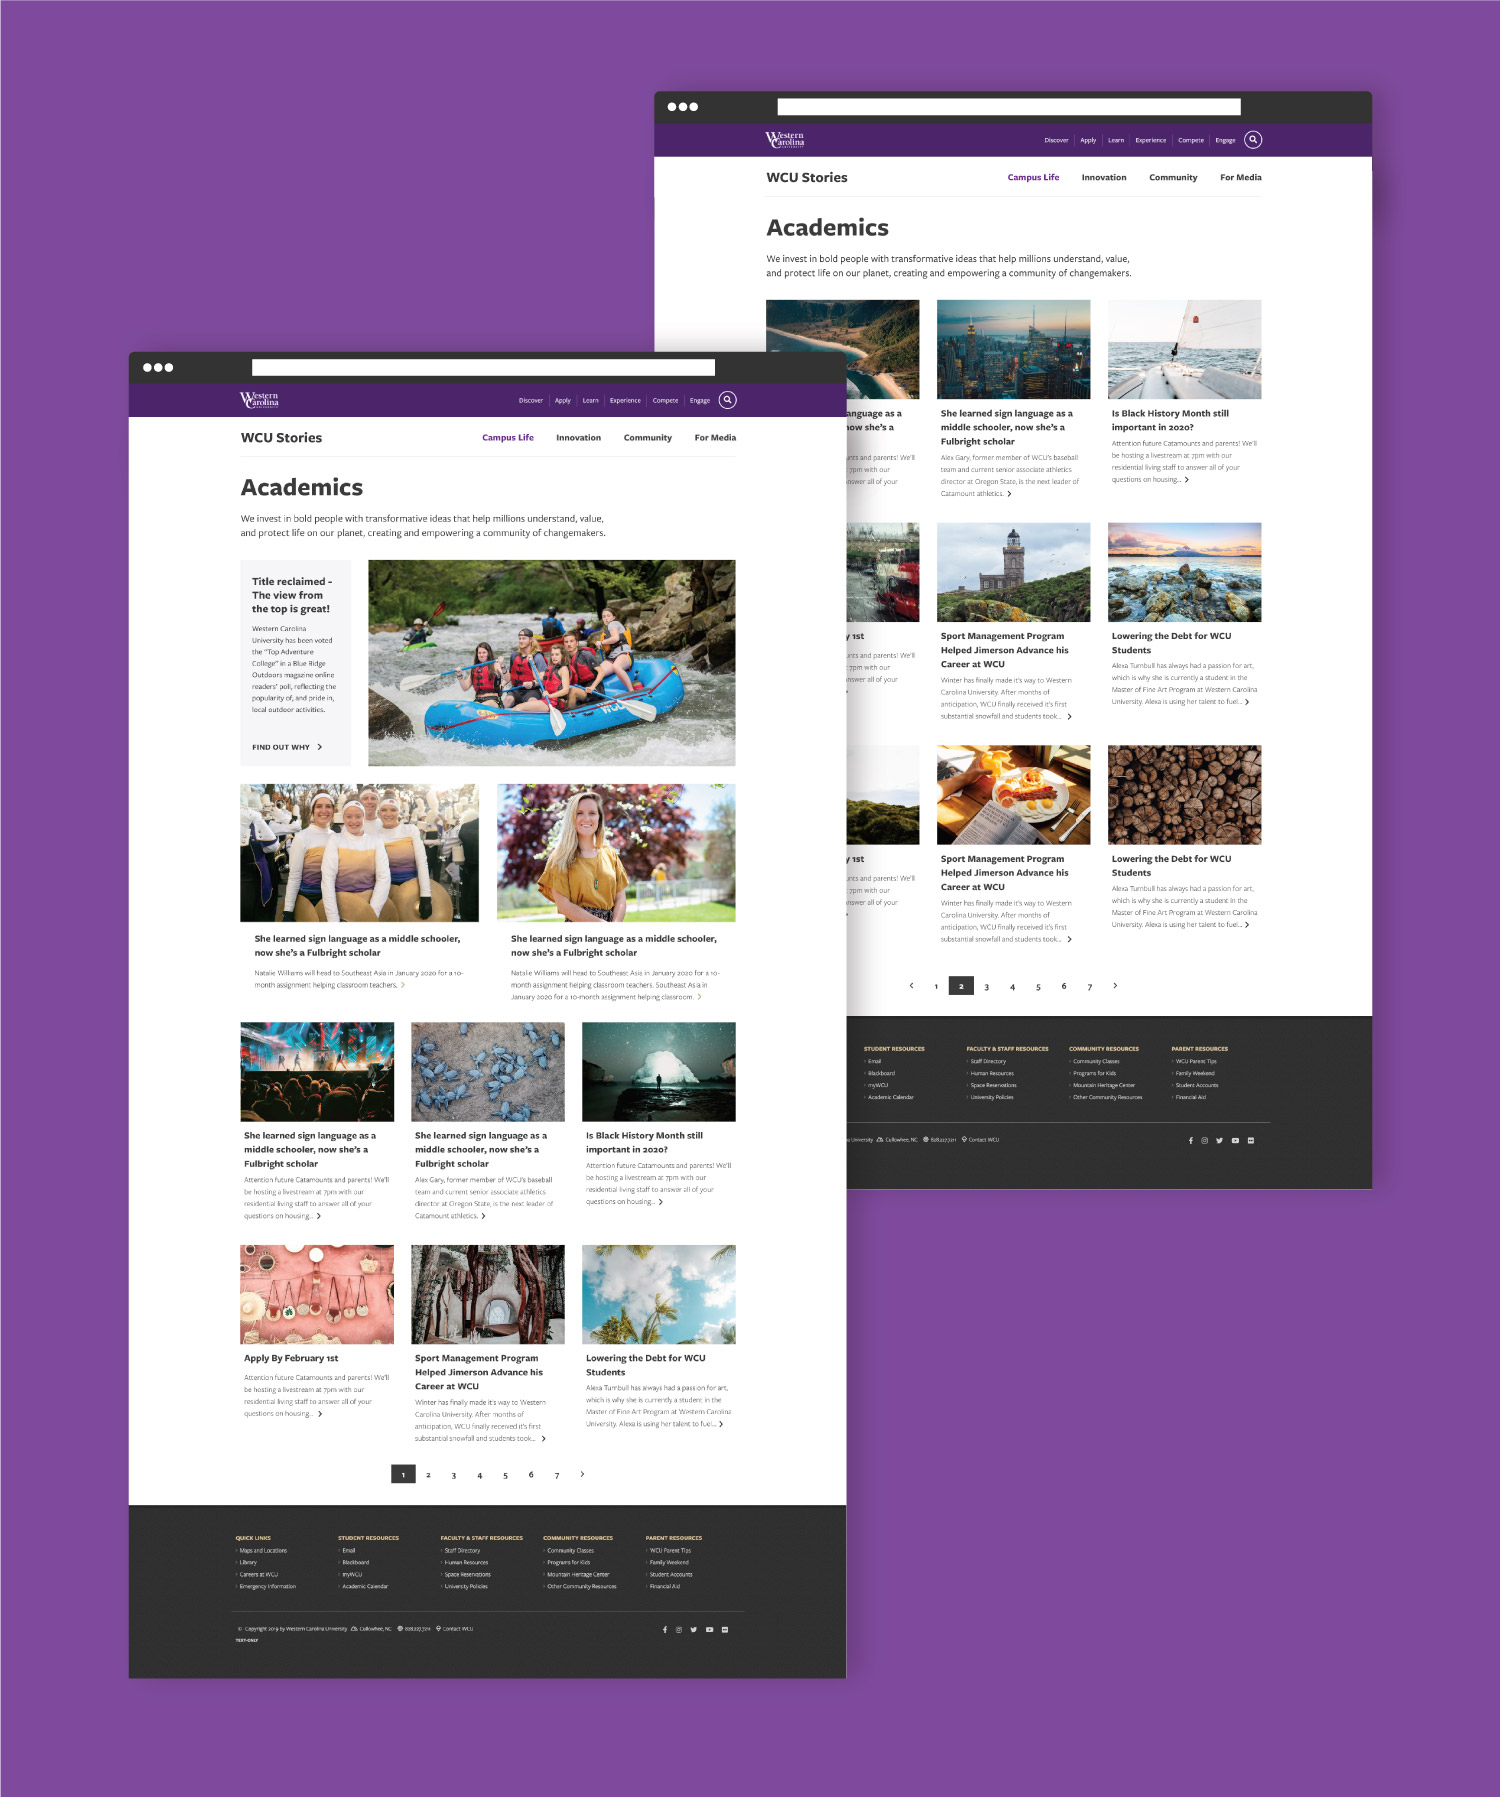 Western
Carolina
UNIVERSITY
Discover
Apply
Learn
Experience
Compete
Engage
WCU Stories
Campus Life
Innovation
Community
For Media
Academics
We invest in bold people with transformative ideas that help millions understand, value,
and protect life on our planet, creating and empowering a community of changemakers.
anguage as a
now she's a
nts and parents! We'll
t 7pm with our
answer all of your
She learned sign language as a
middle schooler, now she's a
Fulbright scholar
Alex Gary, former member of WCU's baseball
team and current senior associate athletics
director at Oregon State, is the next leader of
Catamount athletics.
Is Black History Month still
important in 2020?
Attention future Catamounts and parents! We'll
be hosting a livestream at 7pm with our
residential living staff to answer all of your
questions on housing...
y 1st
unts and parents! We'll
t 7pm with our
answer all of your
Sport Management Program
Helped Jimerson Advance his
Career at WCU
Winter has finally made it's way to Western
Carolina University. After months of
anticipation, WCU finally received it's first
substantial snowfall and students took...
Lowering the Debt for WCU
Students
Alexa Turnbull has always had a passion for art,
which is why she is currently a student in the
Master of Fine Art Program at Western Carolina
University. Alexa is using her talent to fuel...
y 1st
unts and parents! We'll
t 7pm with our
answer all of your
Sport Management Program
Helped Jimerson Advance his
Career at WCU
Winter has finally made it's way to Western
Carolina University. After months of
anticipation, WCU finally received it's first
substantial snowfall and students took...
Lowering the Debt for WCU
Students
Alexa Turnbull has always had a passion for art,
which is why she is currently a student in the
Master of Fine Art Program at Western Carolina
University. Alexa is using her talent to fuel...
1 2 3 4 5 6 7
STUDENT RESOURCES
Email
Blackboard
myWCU
Academic Calendar
FACULTY & STAFF RESOURCES
Staff Directory
Human Resources
Space Reservations
University Policies
COMMUNITY RESOURCES
Community Classes
Programs for Kids
Mountain Heritage Center
Other Community Resources
PARENT RESOURCES
WCU Parent Tips
Family Weekend
Student Accounts
Financial Aid
na University Cullowhee, NC 828.227.7211 Contact WCU
Western
Carolina
UNIVERSITY
Discover
Apply
Learn
Experience
Compete
Engage
WCU Stories
Campus Life
Innovation
Community
For Media
Academics
We invest in bold people with transformative ideas that help millions understand, value,
and protect life on our planet, creating and empowering a community of changemakers.
Title reclaimed -
The view from
the top is great!
Western Carolina
University has been voted
the "Top Adventure
College" in a Blue Ridge
Outdoors magazine online
readers' poll, reflecting the
popularity of, and pride in,
local outdoor activities.
FIND OUT WHY
WCU
She learned sign language as a middle schooler,
now she's a Fulbright scholar
Natalie Williams will head to Southeast Asia in January 2020 for a 10-
month assignment helping classroom teachers.
She learned sign language as a middle schooler,
now she's a Fulbright scholar
Natalie Williams will head to Southeast Asia in January 2020 for a 10-
month assignment helping classroom teachers. Southeast Asia in
January 2020 for a 10-month assignment helping classroom.
She learned sign language as a
middle schooler, now she's a
Fulbright scholar
Attention future Catamounts and parents! We'll
be hosting a livestream at 7pm with our
residential living staff to answer all of your
questions on housing...
She learned sign language as a
middle schooler, now she's a
Fulbright scholar
Alex Gary, former member of WCU's baseball
team and current senior associate athletics
director at Oregon State, is the next leader of
Catamount athletics.
Is Black History Month still
important in 2020?
Attention future Catamounts and parents! We'll
be hosting a livestream at 7pm with our
residential living staff to answer all of your
questions on housing...
Apply By February 1st
Attention future Catamounts and parents! We'll
be hosting a livestream at 7pm with our
residential living staff to answer all of your
questions on housing...
Sport Management Program
Helped Jimerson Advance his
Career at WCU
Winter has finally made it's way to Western
Carolina University. After months of
anticipation, WCU finally received it's first
substantial snowfall and students took...
Lowering the Debt for WCU
Students
Alexa Turnbull has always had a passion for art,
which is why she is currently a student in the
Master of Fine Art Program at Western Carolina
University. Alexa is using her talent to fuel...
1 2 3 4 5 6 7
QUICK LINKS
Maps and Locations
Library
Careers at WCU
Emergency Information
STUDENT RESOURCES
Email
Blackboard
myWCU
Academic Calendar
FACULTY & STAFF RESOURCES
Staff Directory
Human Resources
Space Reservations
University Policies
COMMUNITY RESOURCES
Community Classes
Programs for Kids
Mountain Heritage Center
Other Community Resources
PARENT RESOURCES
WCU Parent Tips
Family Weekend
Student Accounts
Financial Aid
© Copyright 2019 by Western Carolina University Cullowhee, NC 828.227.7211 Contact WCU
TEXT-ONLY